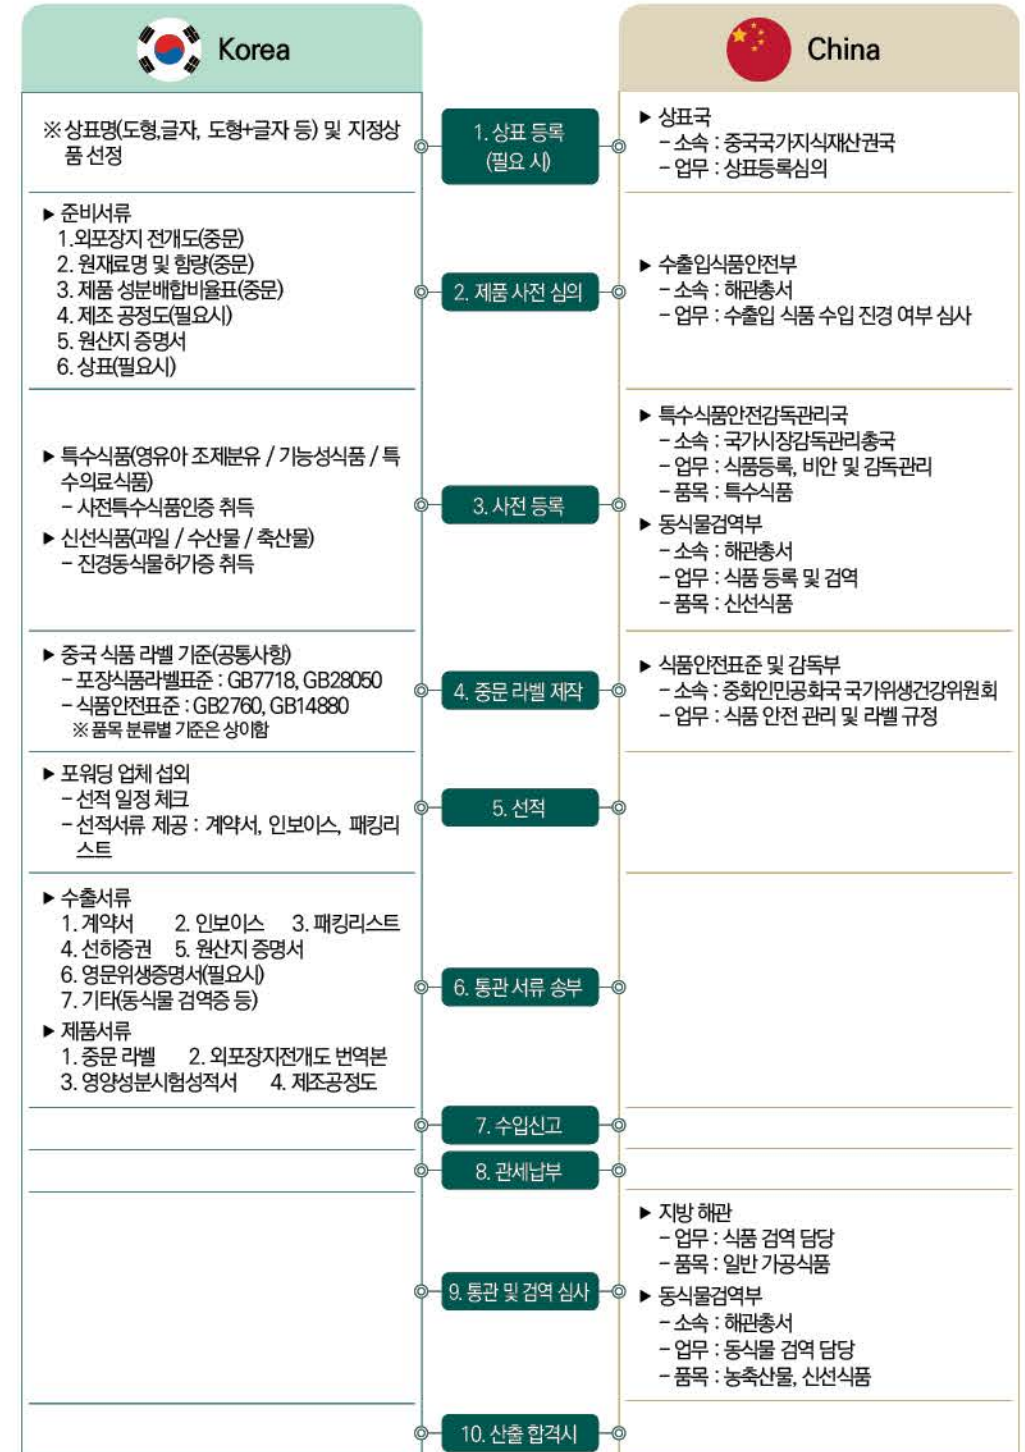 Korea
China
※ 상표명(도형,글자, 도형+글자 등) 및 지정상
품 선정
1. 상표 등록
(필요 시)
▶ 상표국
– 소속 : 중국국가지식재산권국
– 업무 : 상표등록심의
▶ 준비서류
1.외포장지 전개도(중문)
2. 원재료명 및 함량(중문)
3. 제품 성분배합비율표(중문)
4. 제조 공정도(필요시)
5. 원산지 증명서
6. 상표(필요시)
2. 제품 사전 심의
▶ 수출입식품안전부
– 소속 : 해관총서
– 업무 : 수출입 식품 수입 진경 여부 심사
▶ 특수식품(영유아 조제분유 / 기능성식품 / 특
수의료식품)
– 사전특수식품인증 취득
▶ 신선식품(과일 / 수산물 / 축산물)
– 진경동식물허가증 취득
3. 사전 등록
▶ 특수식품안전감독관리국
– 소속 : 국가시장감독관리총국
– 업무 : 식품등록, 비안 및 감독관리
– 품목 : 특수식품
▶ 동식물검역부
– 소속 : 해관총서
– 업무 : 식품 등록 및 검역
– 품목 : 신선식품
▶ 중국 식품 라벨 기준(공통사항)
– 포장식품라벨표준 : GB7718, GB28050
– 식품안전표준 : GB2760, GB14880
※ 품목 분류별 기준은 상이함
4. 중문 라벨 제작
▶ 식품안전표준 및 감독부
– 소속 : 중화인민공화국 국가위생건강위원회
– 업무 : 식품 안전 관리 및 라벨 규정
▶ 포워딩 업체 섭외
– 선적 일정 체크
– 선적서류 제공 : 계약서, 인보이스, 패킹리
스트
5. 선적
▶ 수출서류
1. 계약서 2. 인보이스 3. 패킹리스트
4. 선하증권 5. 원산지 증명서
6. 영문위생증명서(필요시)
7. 기타(동식물 검역증 등)
▶ 제품서류
1. 중문 라벨 2. 외포장지전개도 번역본
3. 영양성분시험성적서 4. 제조공정도
6. 통관 서류 송부
7. 수입신고
8. 관세납부
9. 통관 및 검역 심사
▶ 지방 해관
– 업무 : 식품 검역 담당
– 품목 : 일반 가공식품
▶ 동식물검역부
– 소속 : 해관총서
– 업무 : 동식물 검역 담당
– 품목 : 농축산물, 신선식품
10. 산출 합격시